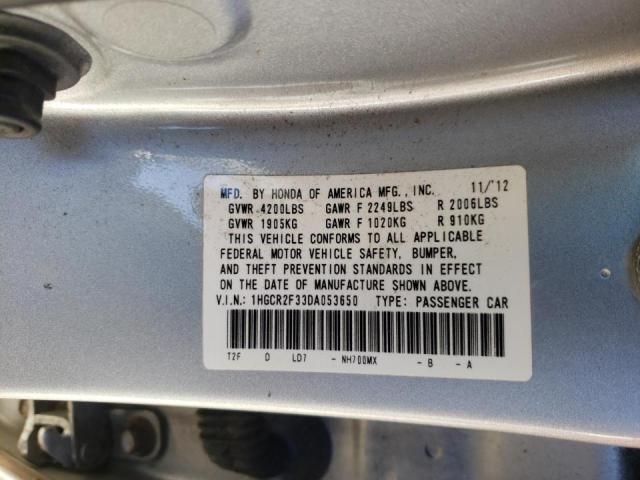 MFD. BY HONDA OF AMERICA MFG., INC. 11/'12
GVWR 4200LBS GAWR F 2249LBS R 2006LBS
GVWR 1905KG GAWR F 1020KG R 910KG
THIS VEHICLE CONFORMS TO ALL APPLICABLE
FEDERAL MOTOR VEHICLE SAFETY, BUMPER,
AND THEFT PREVENTION STANDARDS IN EFFECT
ON THE DATE OF MANUFACTURE SHOWN ABOVE.
V.I.N.: 1HGCR2F33DA053650 TYPE: PASSENGER CAR
T2F D LD7 - NH700MX - B - A